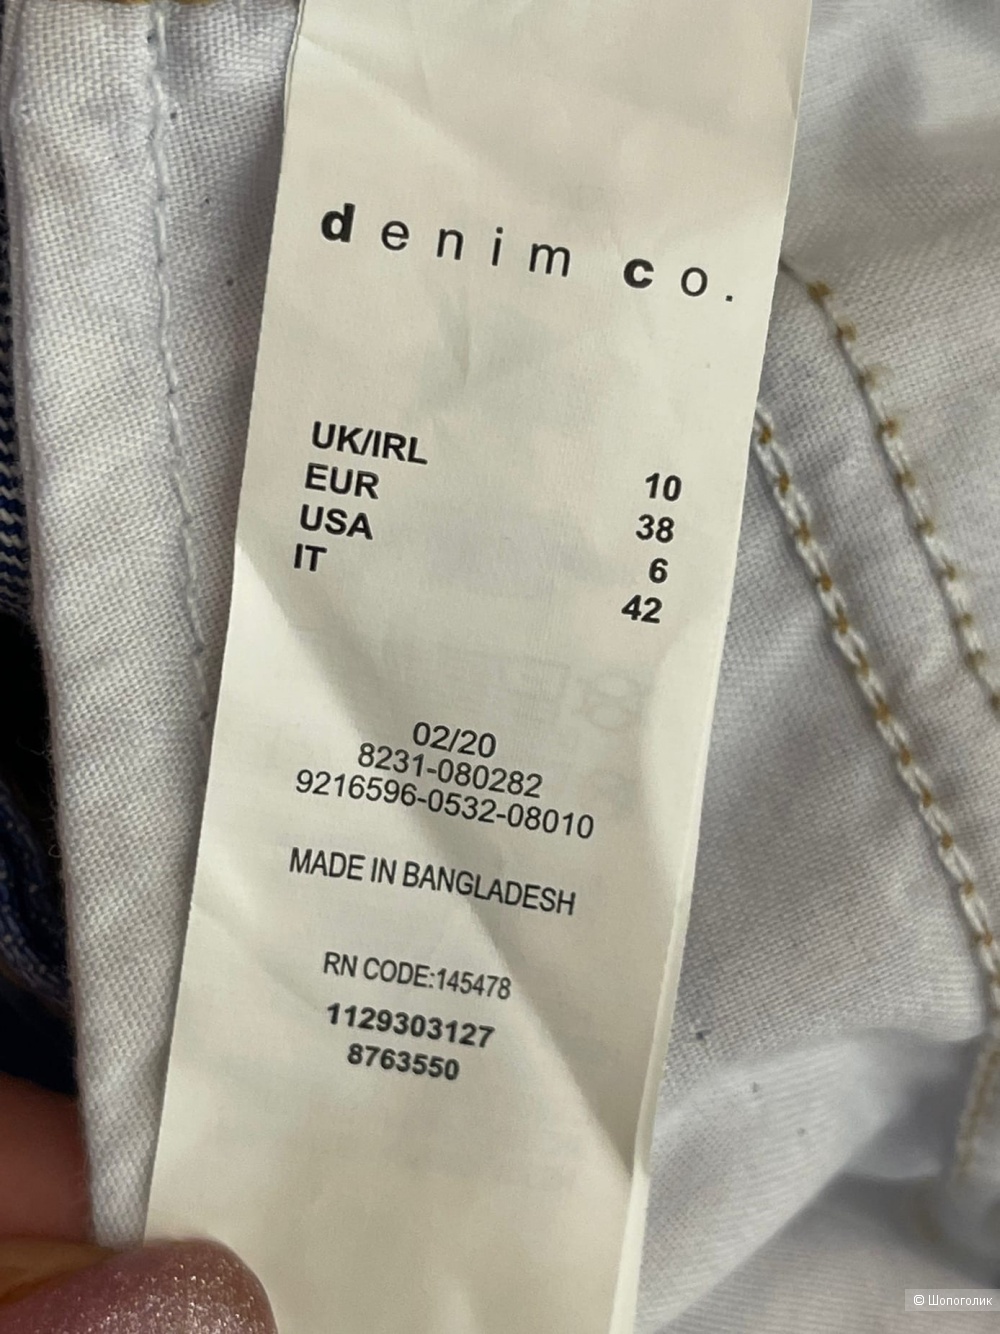 denim co.
UK/IRL 10
EUR 38
USA 6
IT 42
02/20
8231-080282
9216596-0532-08010
MADE IN BANGLADESH
RN CODE:145478
1129303127
8763550
© Шопоголик